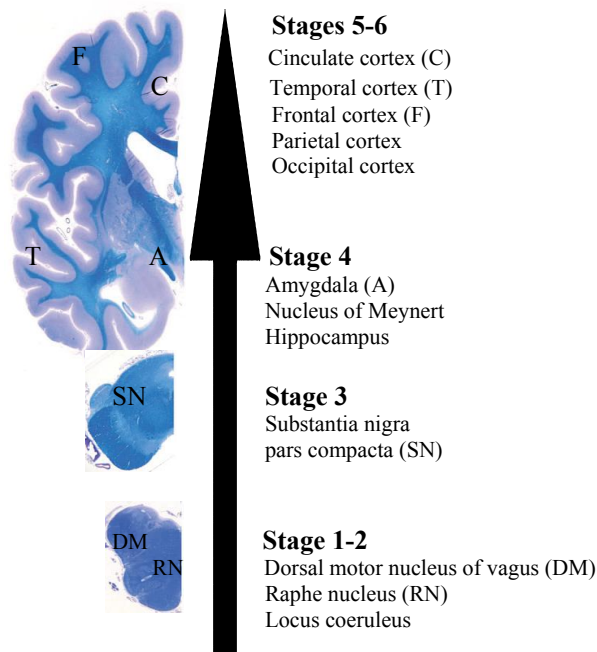 Stages 5-6
Cinculate cortex (C)
Temporal cortex (T)
Frontal cortex (F)
Parietal cortex
Occipital cortex
F
C
T
A
Stage 4
Amygdala (A)
Nucleus of Meynert
Hippocampus
SN
Stage 3
Substantia nigra
pars compacta (SN)
DM
RN
Stage 1-2
Dorsal motor nucleus of vagus (DM)
Raphe nucleus (RN)
Locus coeruleus